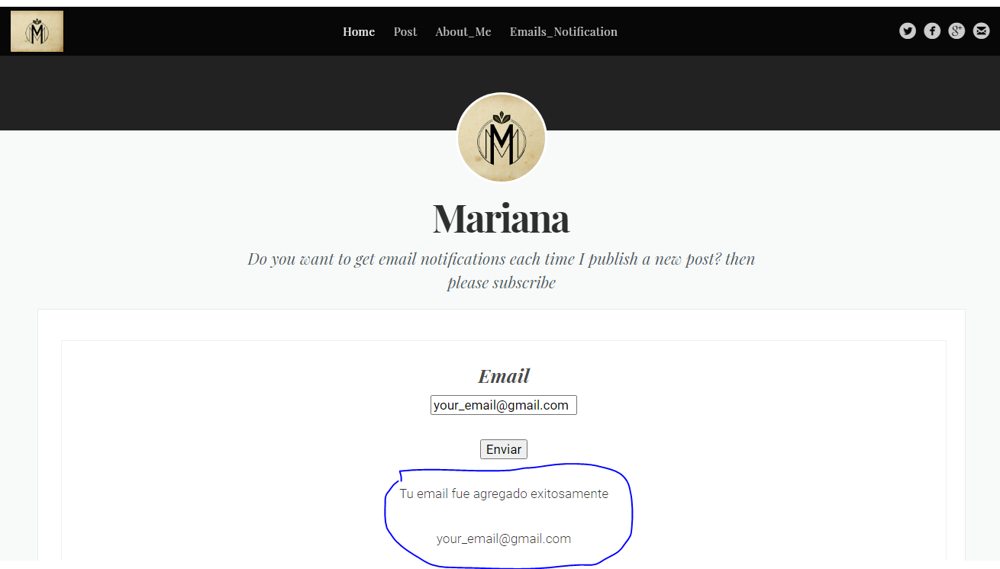 M
Home Post About_Me Emails_Notification
M
Mariana
Do you want to get email notifications each time I publish a new post? then
please subscribe
Email
your_email@gmail.com
Enviar
Tu email fue agregado exitosamente
your_email@gmail.com